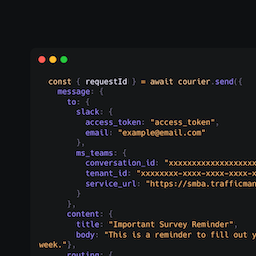 const { requestId } = await courier.send({
message: {
to: {
slack: {
access_token: "access_token",
email: "example@email.com"
},
ms_teams: {
conversation_id: "xxxxxxxxxxxxxxxxxxx
tenant_id: "xxxxxxxx-xxxx-xxxx-xxxx-x
service_url: "https://smba.trafficman
}
},
content: {
title: "Important Survey Reminder",
body: "This is a reminder to fill out y
week."},
routing: {